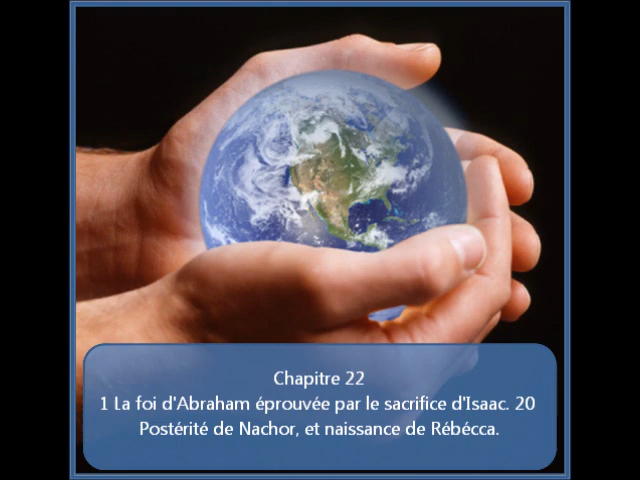 Chapitre 22
1 La foi d'Abraham éprouvée par le sacrifice d'Isaac. 20
Postérité de Nachor, et naissance de Rébécca.